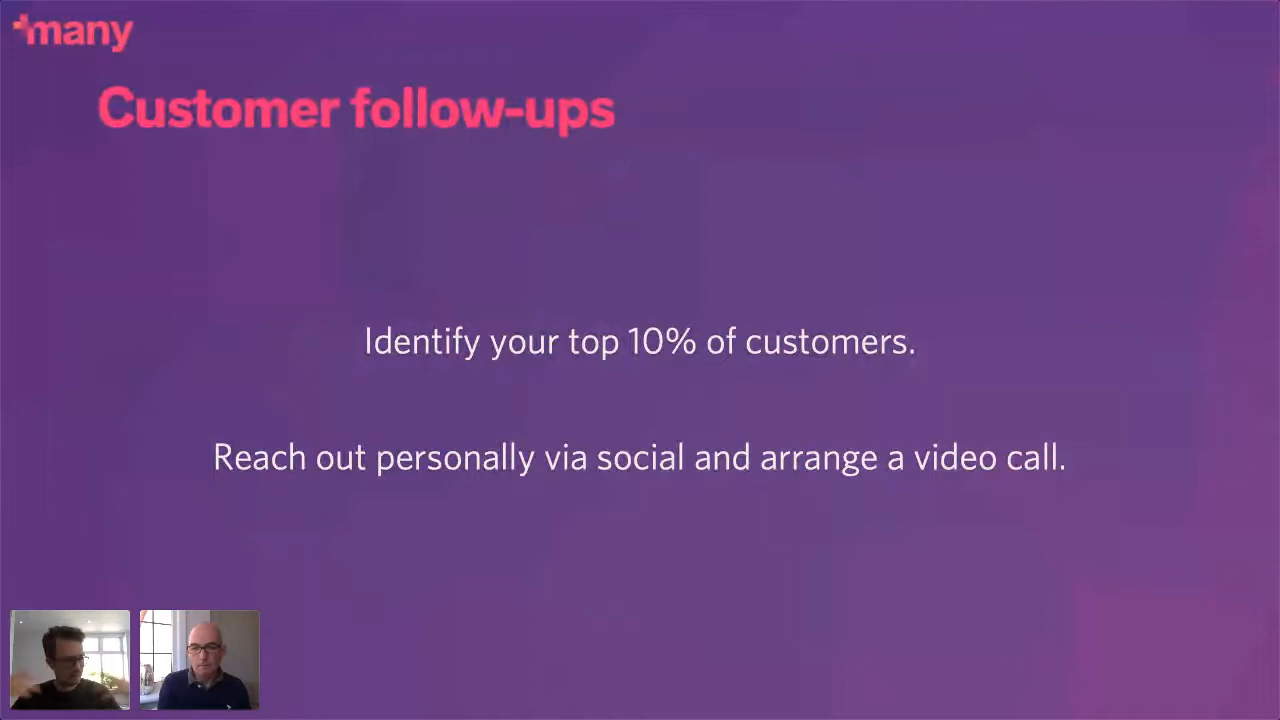 +many
Customer follow-ups
Identify your top 10% of customers.
Reach out personally via social and arrange a video call.